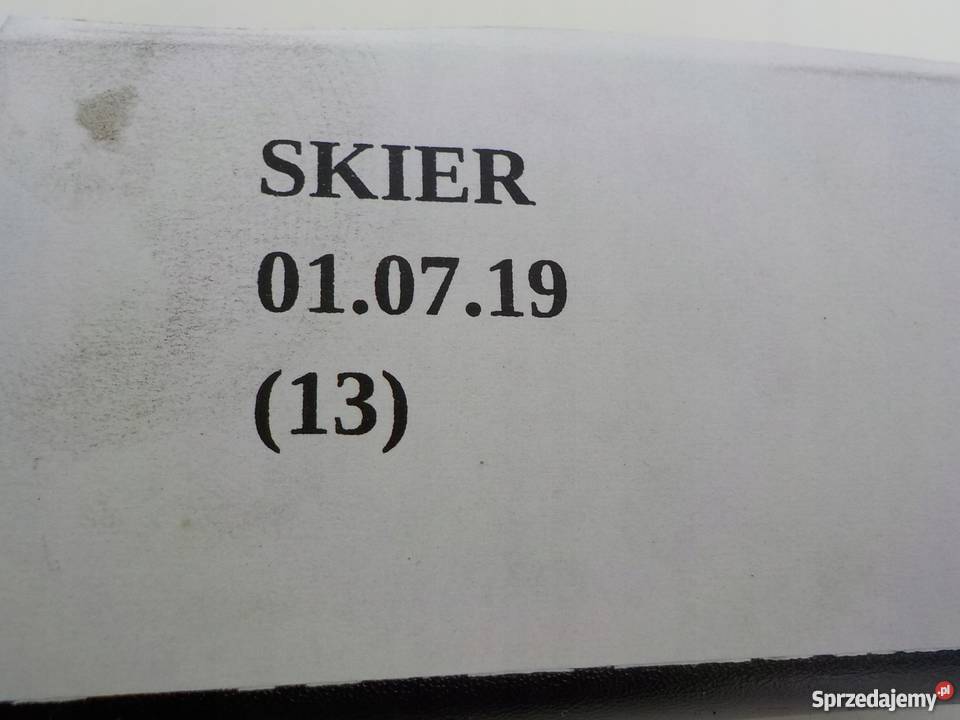 SKIER
01.07.19
(13)
Sprzedajemy.pl